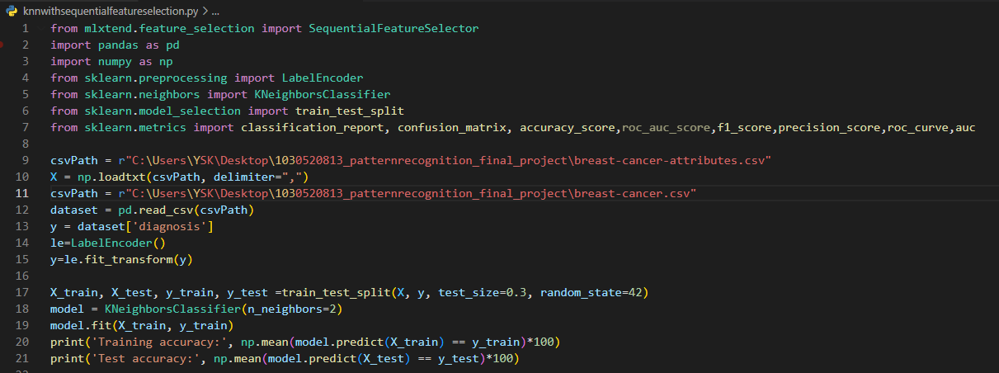 knnwithsequentialfeatureselection.py > ...
1 from mlxtend.feature_selection import SequentialFeatureSelector
2 import pandas as pd
3 import numpy as np
4 from sklearn.preprocessing import LabelEncoder
5 from sklearn.neighbors import KNeighborsClassifier
6 from sklearn.model_selection import train_test_split
7 from sklearn.metrics import classification_report, confusion_matrix, accuracy_score,roc_auc_score,f1_score,precision_score,roc_curve,auc
8
9 csvPath = r"C:\Users\YSK\Desktop\1030520813_patternrecognition_final_project\breast-cancer-attributes.csv"
10 X = np.loadtxt(csvPath, delimiter=",")
11 csvPath = r"C:\Users\YSK\Desktop\1030520813_patternrecognition_final_project\breast-cancer.csv"
12 dataset = pd.read_csv(csvPath)
13 y = dataset['diagnosis']
14 le=LabelEncoder()
15 y=le.fit_transform(y)
16
17 X_train, X_test, y_train, y_test =train_test_split(X, y, test_size=0.3, random_state=42)
18 model = KNeighborsClassifier(n_neighbors=2)
19 model.fit(X_train, y_train)
20 print('Training accuracy:', np.mean(model.predict(X_train) == y_train)*100)
21 print('Test accuracy:', np.mean(model.predict(X_test) == y_test)*100)